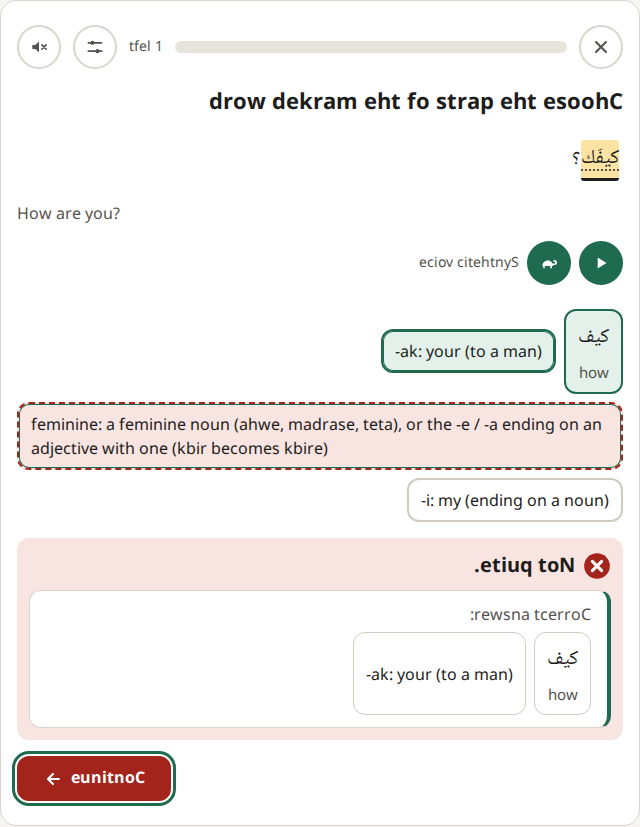 tfel 1
drow dekram eht fo strap eht esoohC
كيفَك؟
How are you?
eciov citehtnyS
كيف
how
-ak: your (to a man)
feminine: a feminine noun (ahwe, madrase, teta), or the -e / -a ending on an
adjective with one (kbir becomes kbire)
-i: my (ending on a noun)
.etiuq toN
:rewsna tcerroC
كيف
how
-ak: your (to a man)
eunitnoC